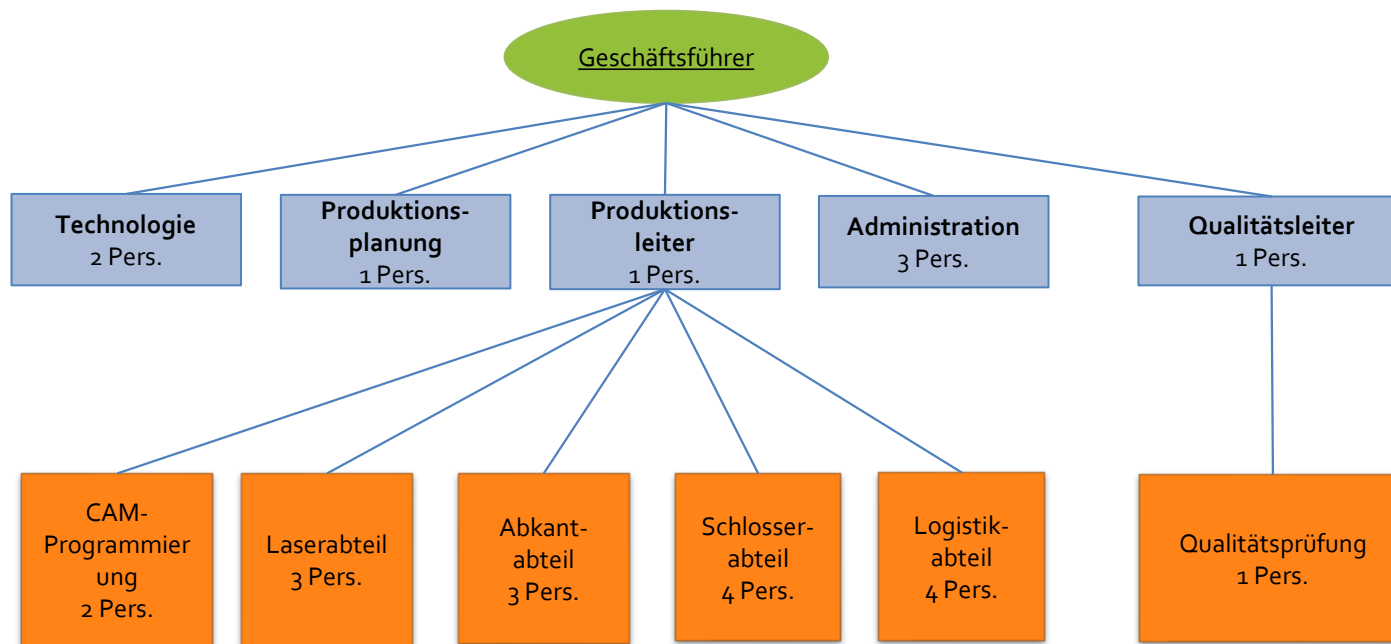 Geschäftsführer
Technologie
2 Pers.
Produktions-
planung
1 Pers.
Produktions-
leiter
1 Pers.
Administration
3 Pers.
Qualitätsleiter
1 Pers.
CAM-
Programmier
ung
2 Pers.
Laserabteil
3 Pers.
Abkant-
abteil
3 Pers.
Schlosser-
abteil
4 Pers.
Logistik-
abteil
4 Pers.
Qualitätsprüfung
1 Pers.